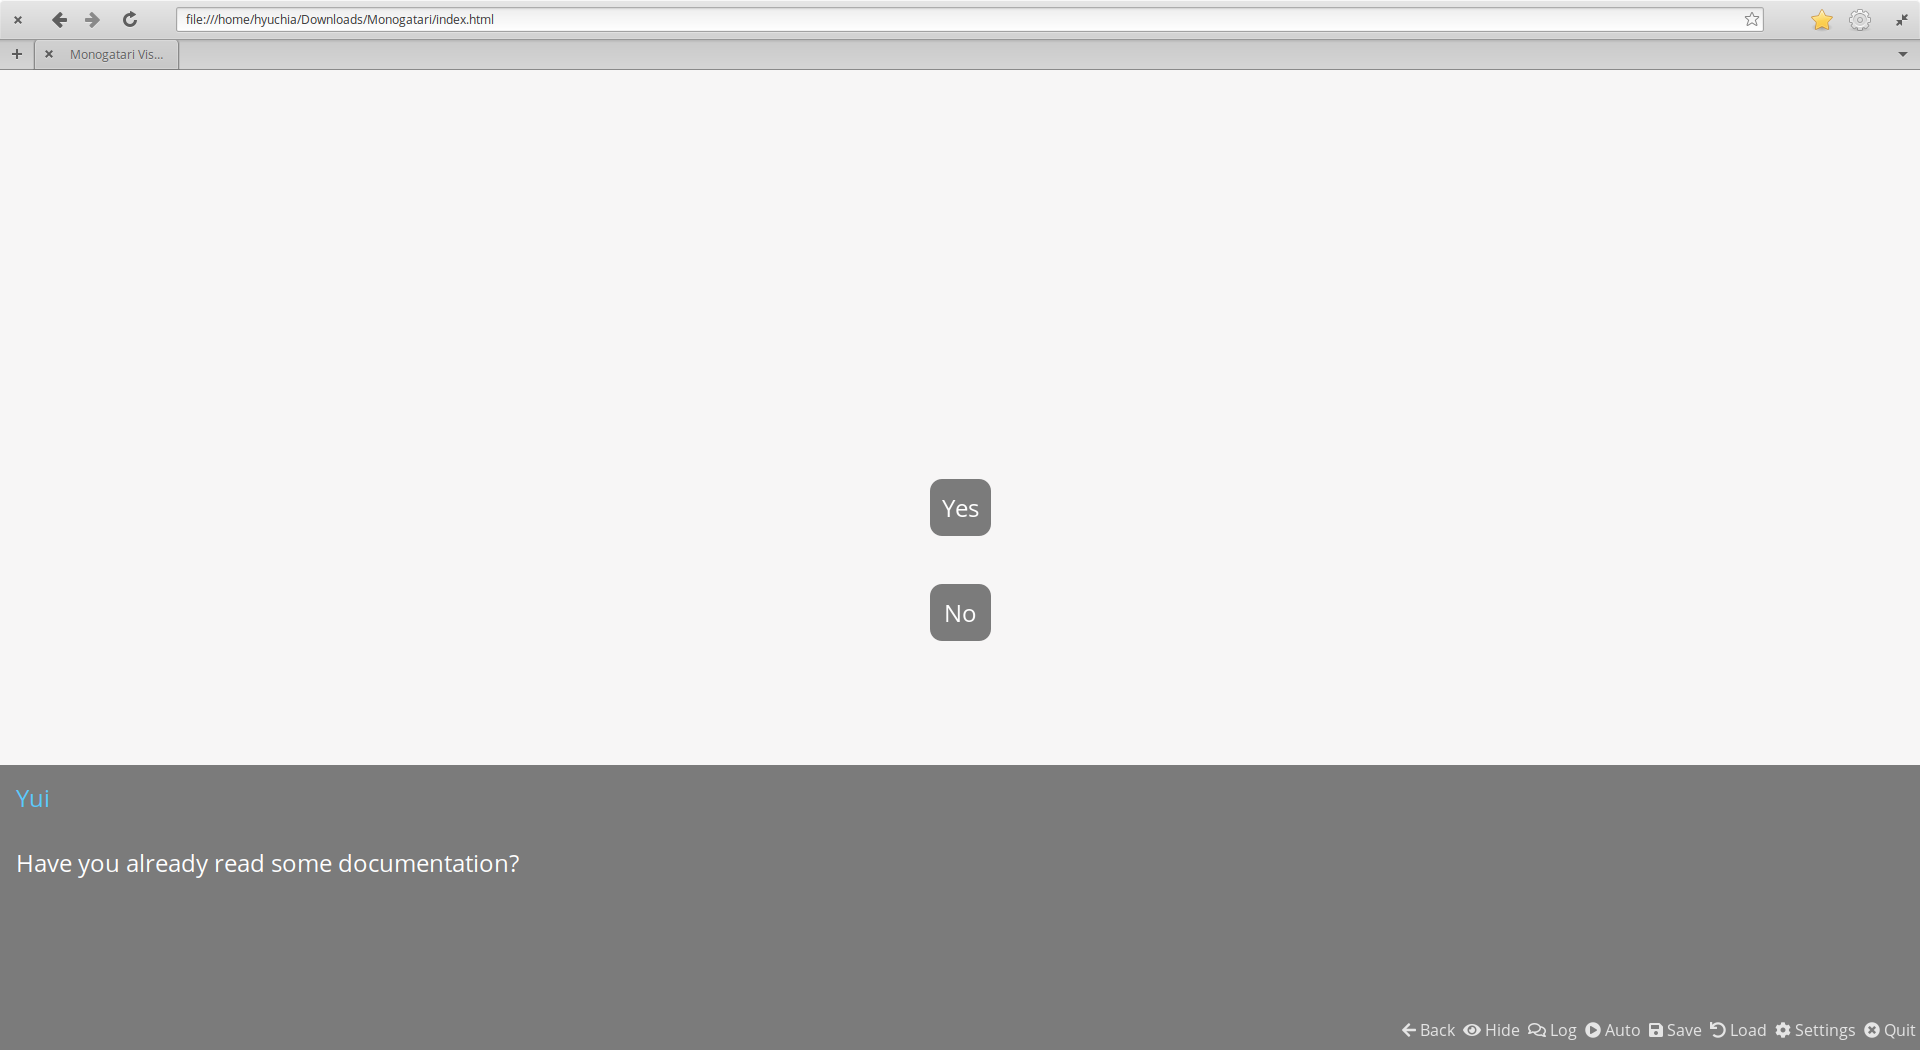 file:///home/hyuchia/Downloads/Monogatari/index.html
Monogatari Vis...
Yes
No
Yui
Have you already read some documentation?
Back Hide Log Auto Save Load Settings Quit